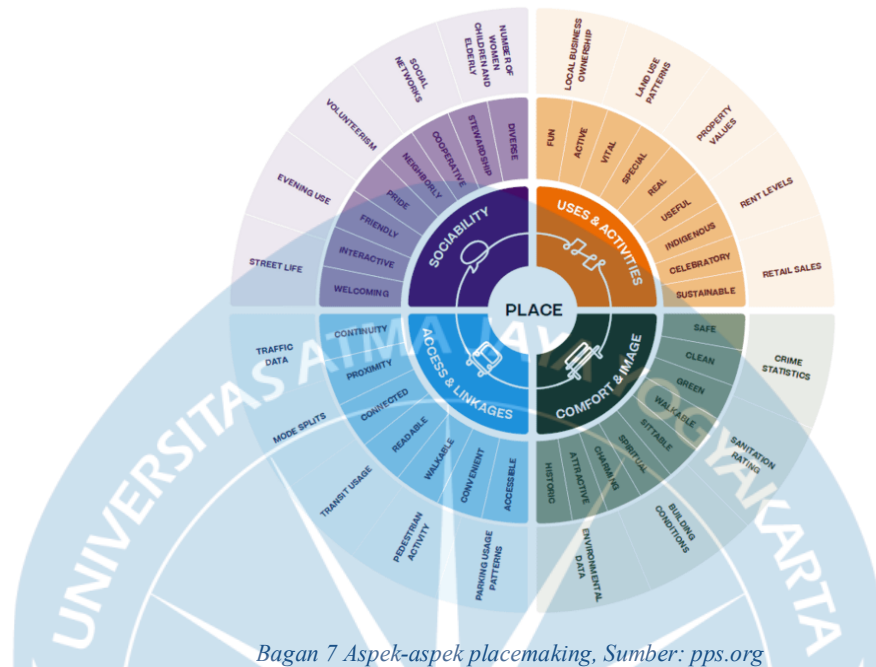 NUMBER OF
WOMEN
CHILDREN AND
ELDERLY
SOCIAL
NETWORKS
VOLUNTEERISM
EVENING USE
STREET LIFE
DIVERSE
STEWARDSHIP
COOPERATIVE
NEIGHBORLY
PRIDE
FRIENDLY
INTERACTIVE
WELCOMING
SOCIABILITY
LOCAL BUSINESS
OWNERSHIP
LAND USE
PATTERNS
PROPERTY
VALUES
RENT LEVELS
RETAIL SALES
FUN
ACTIVE
VITAL
SPECIAL
REAL
USEFUL
INDIGENOUS
CELEBRATORY
SUSTAINABLE
USES & ACTIVITIES
PLACE
ACCESS & LINKAGES
CONTINUITY
PROXIMITY
CONNECTED
READABLE
WALKABLE
CONVENIENT
ACCESSIBLE
TRAFFIC
DATA
MODE SPLITS
TRANSIT USAGE
PEDESTRIAN
ACTIVITY
PARKING USAGE
PATTERNS
COMFORT & IMAGE
SAFE
CLEAN
GREEN
WALKABLE
SITTABLE
SPIRITUAL
CHARMING
ATTRACTIVE
HISTORIC
CRIME
STATISTICS
SANITATION
RATING
BUILDING
CONDITIONS
ENVIRONMENTAL
DATA
UNIVERSITAS ATMA JAYA YOGYAKARTA
Bagan 7 Aspek-aspek placemaking, Sumber: pps.org